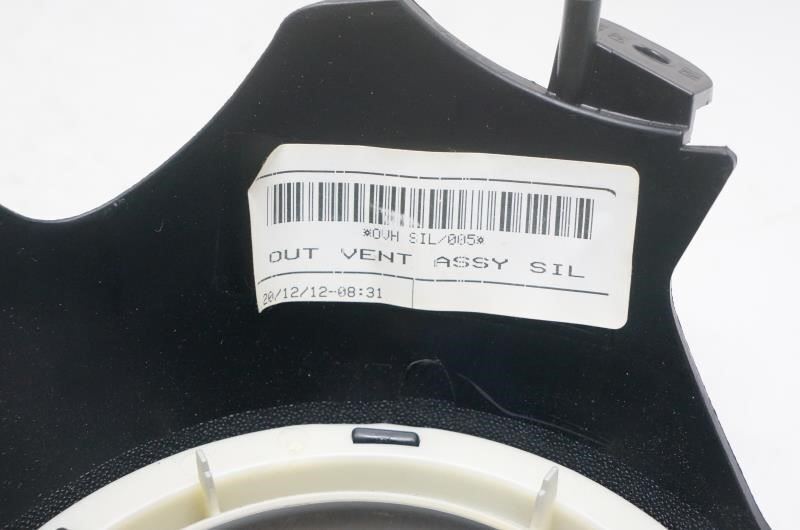 *OVH SIL/005*
OUT VENT ASSY SIL
20/12/12-08:31